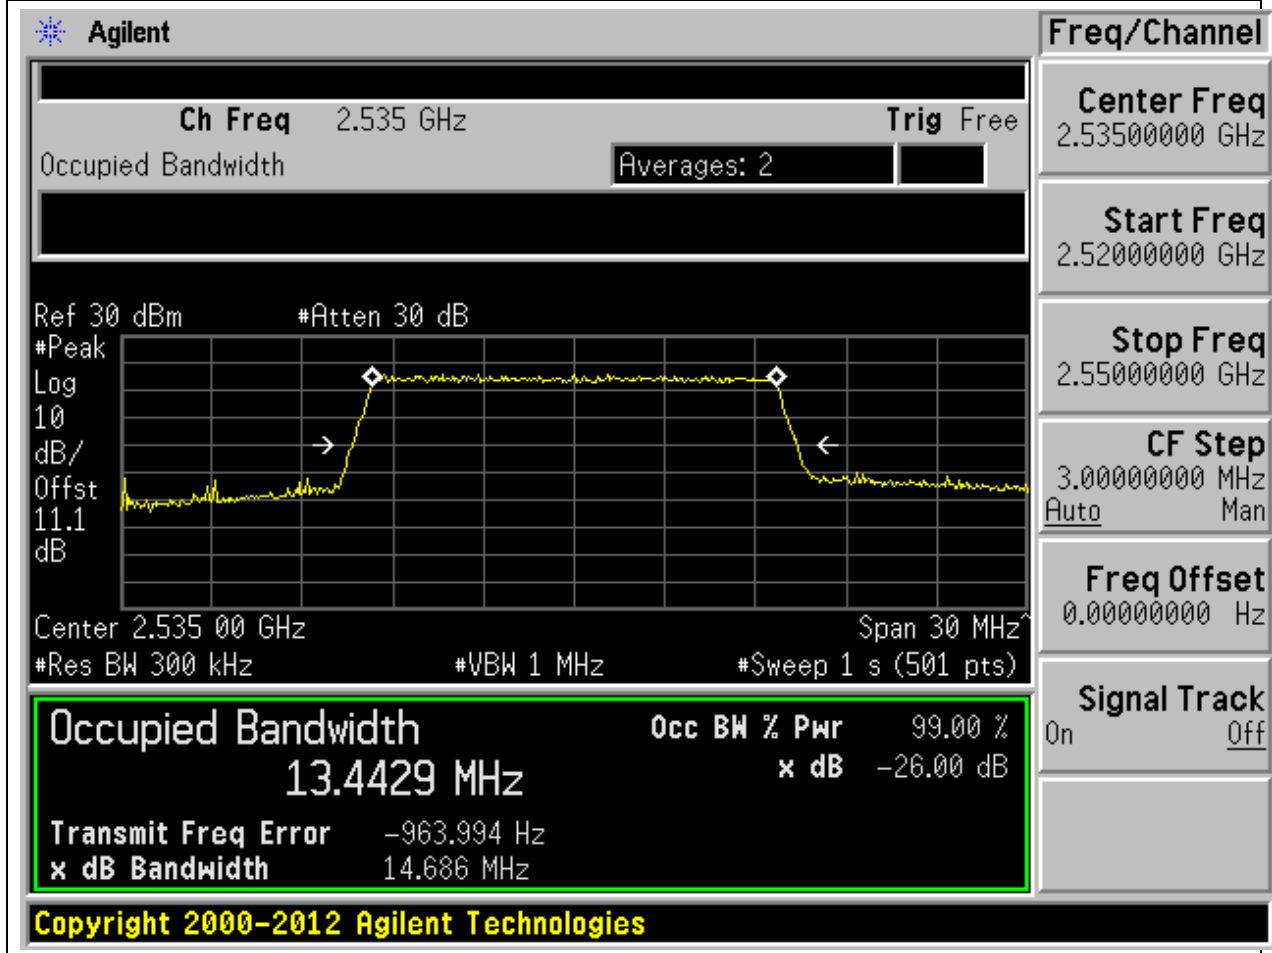 Agilent
Freq/Channel
Ch Freq 2.535 GHz Trig Free
Occupied Bandwidth Averages: 2
Center Freq
2.53500000 GHz
Start Freq
2.52000000 GHz
Stop Freq
2.55000000 GHz
CF Step
3.00000000 MHz
Auto Man
Freq Offset
0.00000000 Hz
Signal Track
On Off
Ref 30 dBm #Atten 30 dB
#Peak
Log
10
dB/
Offst
11.1
dB
Center 2.535 00 GHz Span 30 MHz^
#Res BW 300 kHz #VBW 1 MHz #Sweep 1 s (501 pts)
Occupied Bandwidth Occ BW % Pwr 99.00 %
13.4429 MHz x dB -26.00 dB
Transmit Freq Error -963.994 Hz
x dB Bandwidth 14.686 MHz
Copyright 2000-2012 Agilent Technologies